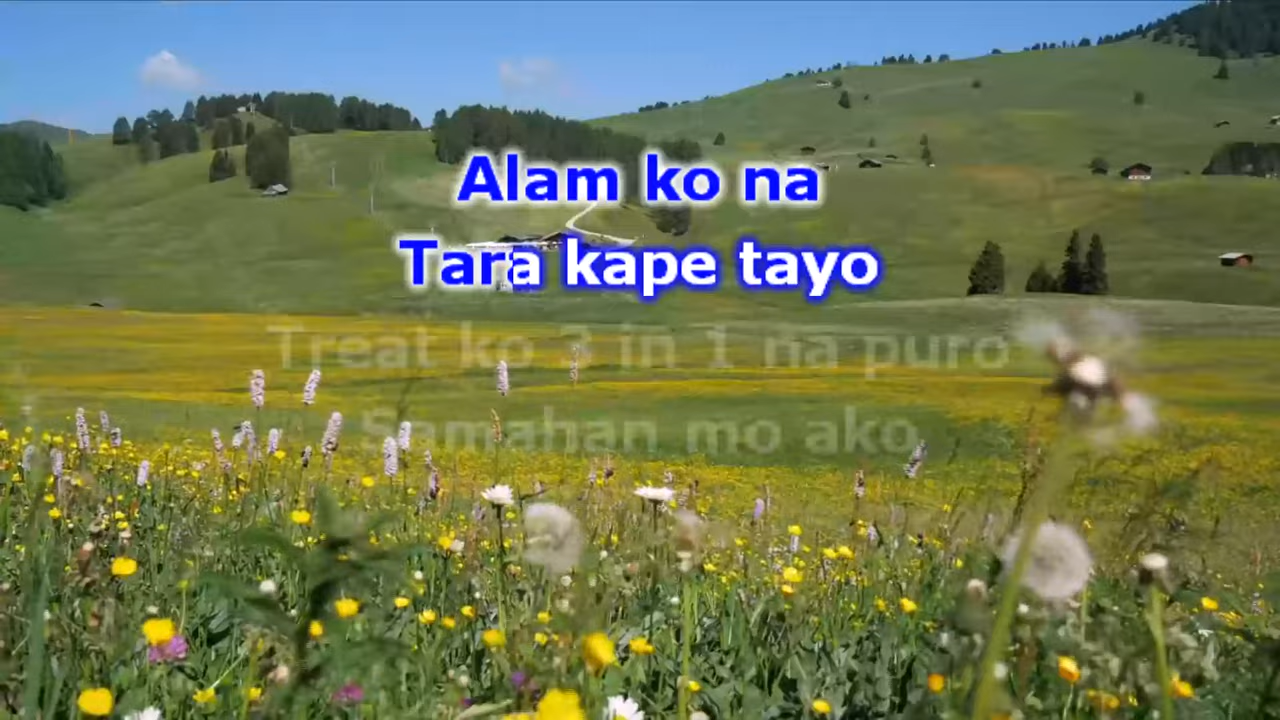 Alam ko na
Tara kape tayo
Treat ko 3 in 1 na puro
Samahan mo ako